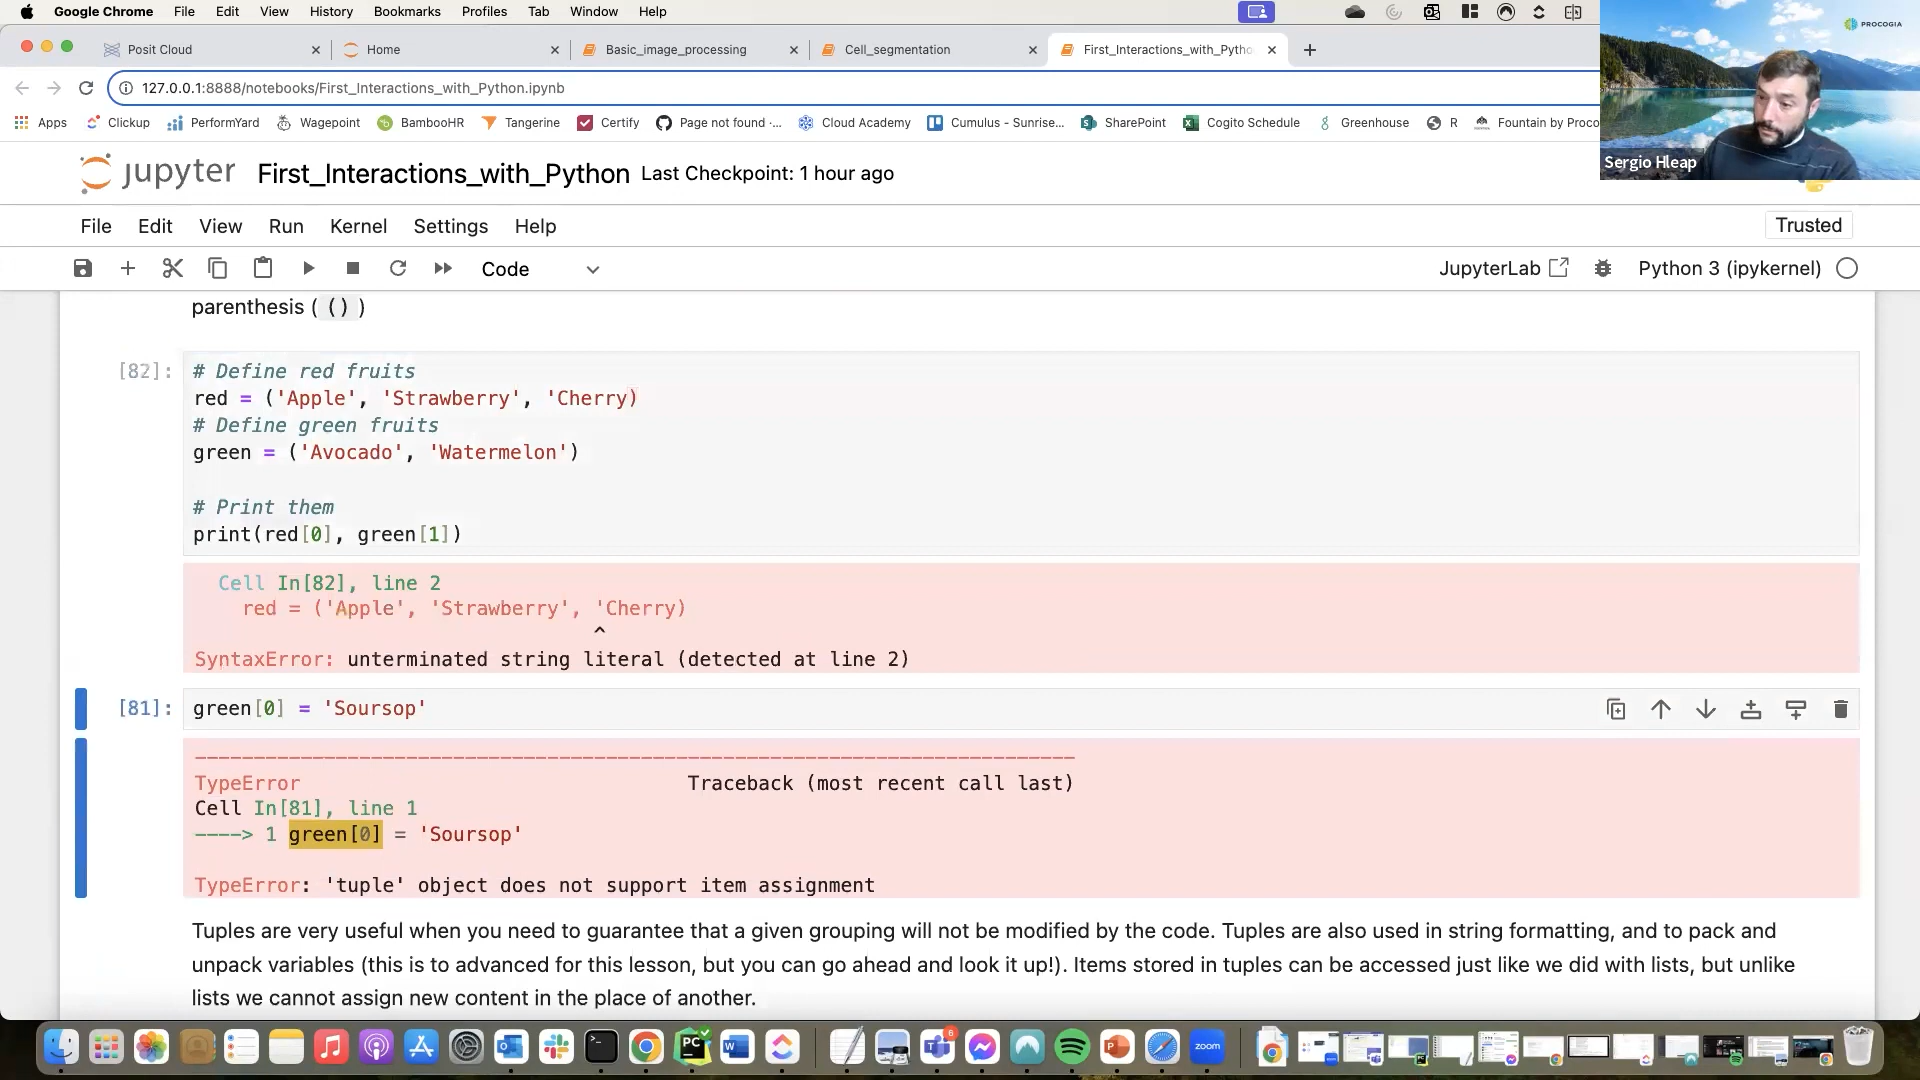 Google Chrome File Edit View History Bookmarks Profiles Tab Window Help
PROCOGIA
Posit Cloud Home Basic_image_processing Cell_segmentation First_Interactions_with_Pytho
127.0.0.1:8888/notebooks/First_Interactions_with_Python.ipynb
Apps Clickup PerformYard Wagepoint BambooHR Tangerine Certify Page not found ·... Cloud Academy Cumulus - Sunrise... SharePoint Cogito Schedule Greenhouse R Fountain by Proco
Sergio Hleap
jupyter First_Interactions_with_Python Last Checkpoint: 1 hour ago
File Edit View Run Kernel Settings Help Trusted
Code JupyterLab Python 3 (ipykernel)
parenthesis ( () )
[82]: # Define red fruits
red = ('Apple', 'Strawberry', 'Cherry)
# Define green fruits
green = ('Avocado', 'Watermelon')
# Print them
print(red[0], green[1])
Cell In[82], line 2
red = ('Apple', 'Strawberry', 'Cherry)
^
SyntaxError: unterminated string literal (detected at line 2)
[81]: green[0] = 'Soursop'
---------------------------------------------------------------------------
TypeError Traceback (most recent call last)
Cell In[81], line 1
----> 1 green[0] = 'Soursop'
TypeError: 'tuple' object does not support item assignment
Tuples are very useful when you need to guarantee that a given grouping will not be modified by the code. Tuples are also used in string formatting, and to pack and
unpack variables (this is to advanced for this lesson, but you can go ahead and look it up!). Items stored in tuples can be accessed just like we did with lists, but unlike
lists we cannot assign new content in the place of another.
PC W 6 P zoom